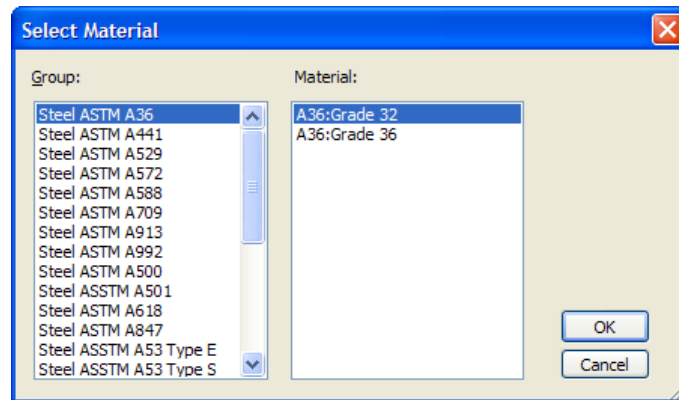 Select Material
Group:
Material:
Steel ASTM A36
Steel ASTM A441
Steel ASTM A529
Steel ASTM A572
Steel ASTM A588
Steel ASTM A709
Steel ASTM A913
Steel ASTM A992
Steel ASTM A500
Steel ASSTM A501
Steel ASTM A618
Steel ASTM A847
Steel ASSTM A53 Type E
Steel ASSTM A53 Type S
A36:Grade 32
A36:Grade 36
OK
Cancel